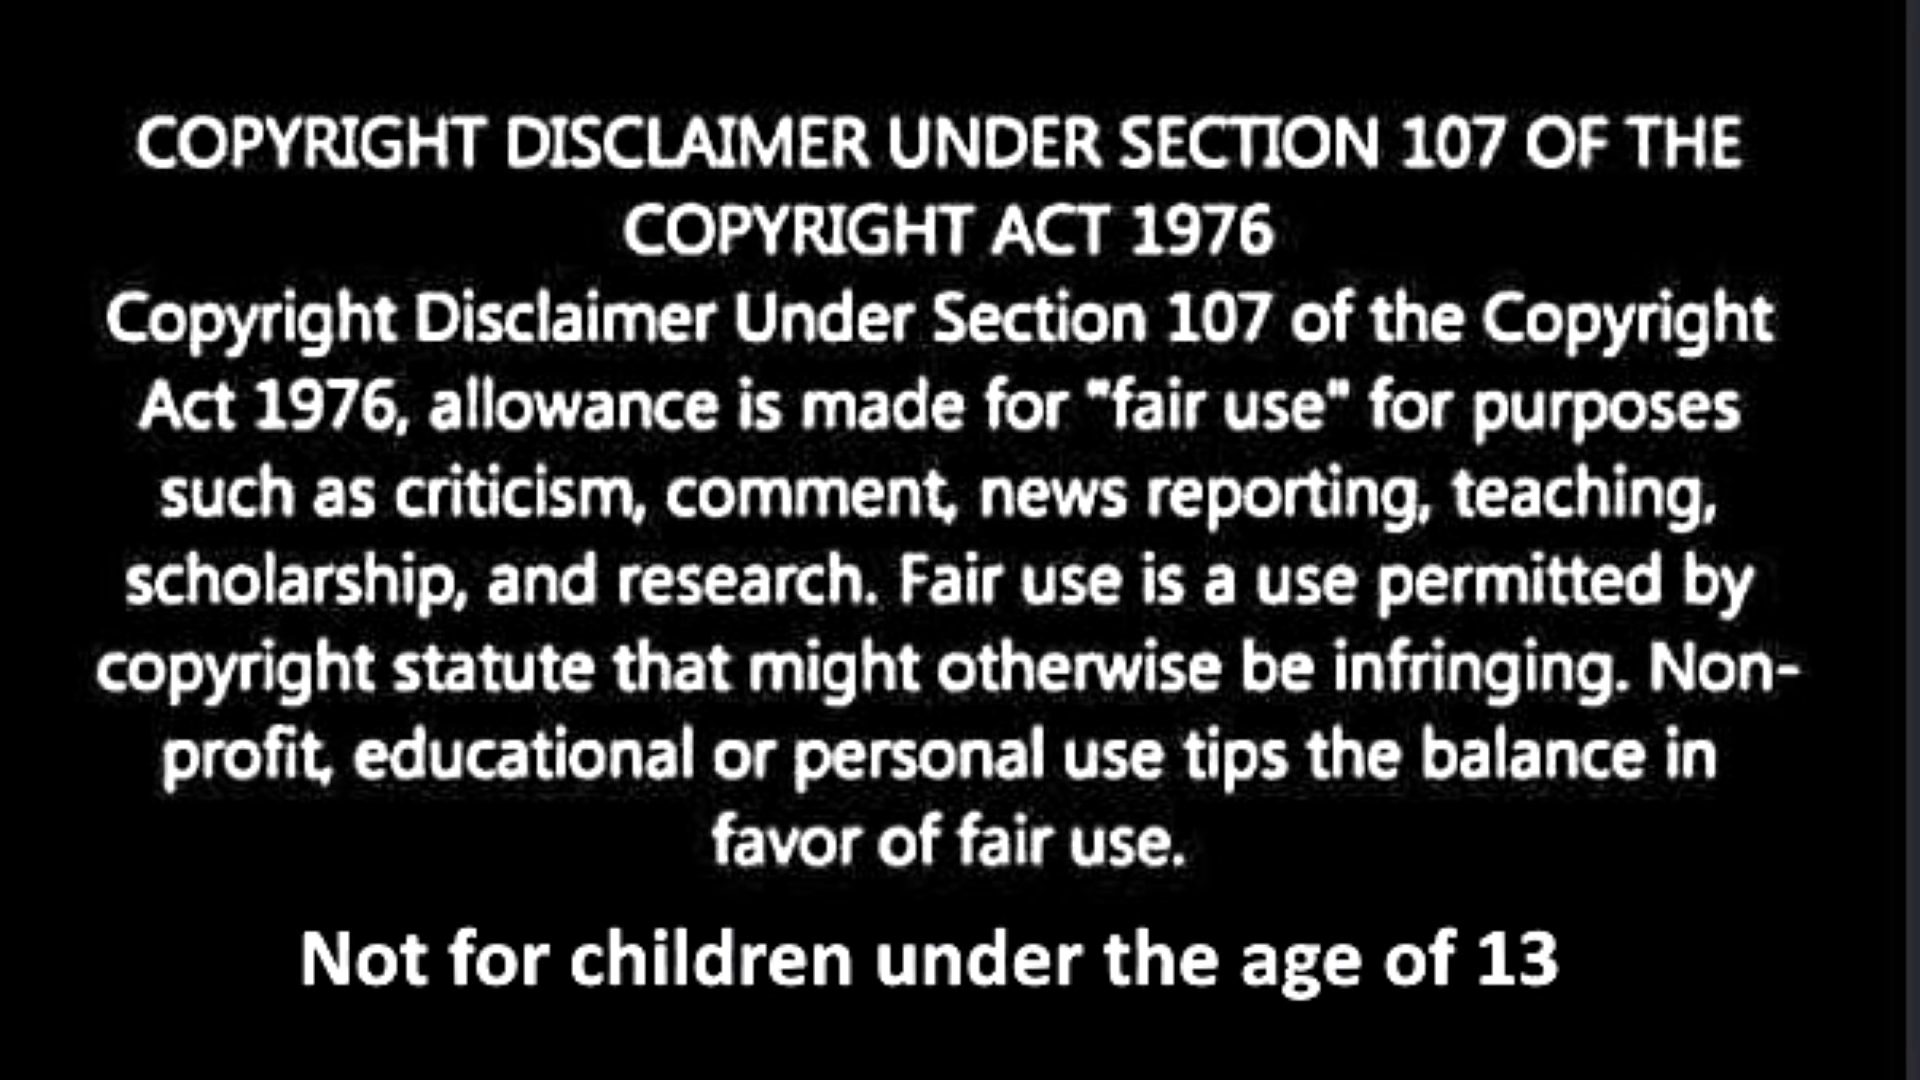 COPYRIGHT DISCLAIMER UNDER SECTION 107 OF THE
COPYRIGHT ACT 1976
Copyright Disclaimer Under Section 107 of the Copyright
Act 1976, allowance is made for "fair use" for purposes
such as criticism, comment, news reporting, teaching,
scholarship, and research. Fair use is a use permitted by
copyright statute that might otherwise be infringing. Non-
profit, educational or personal use tips the balance in
favor of fair use.
Not for children under the age of 13